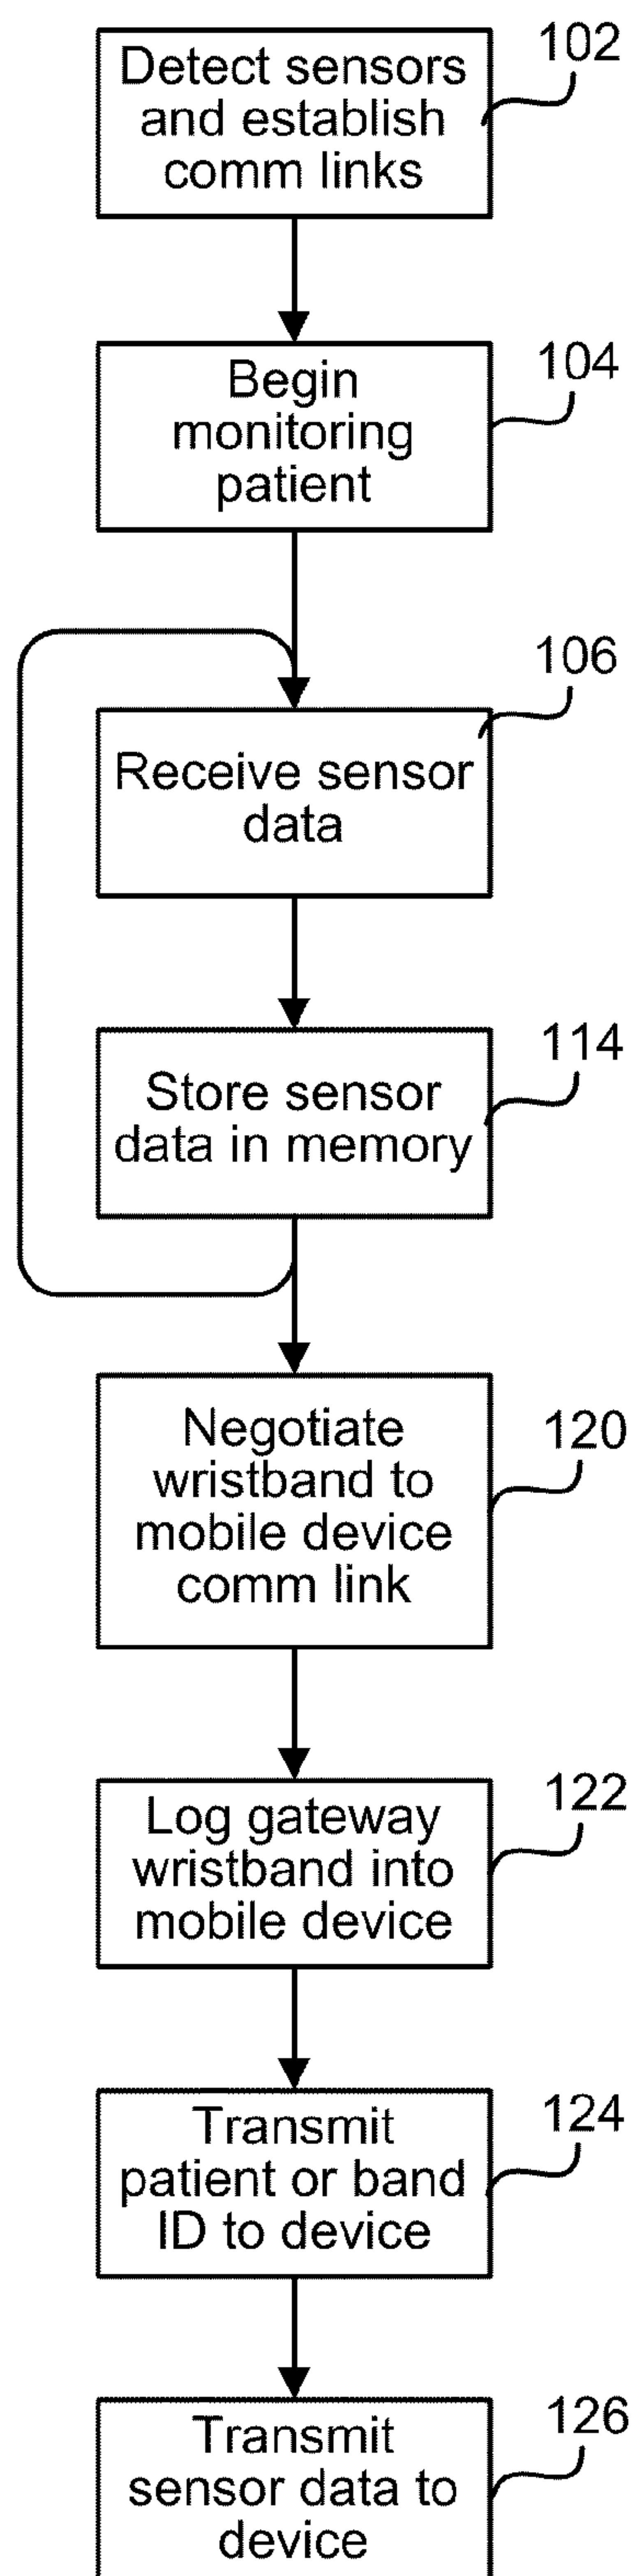 102
Detect sensors
and establish
comm links
104
Begin
monitoring
patient
106
Receive sensor
data
114
Store sensor
data in memory
120
Negotiate
wristband to
mobile device
comm link
122
Log gateway
wristband into
mobile device
124
Transmit
patient or band
ID to device
126
Transmit
sensor data to
device